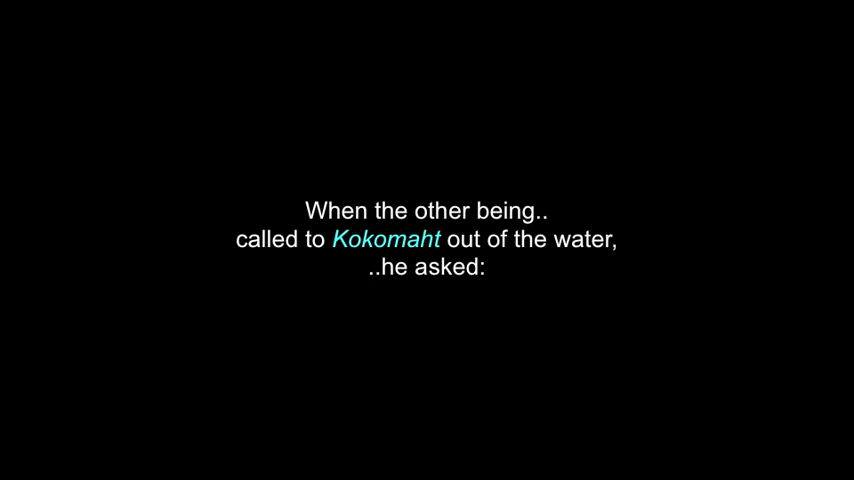 When the other being..
called to Kokomaht out of the water,
..he asked: